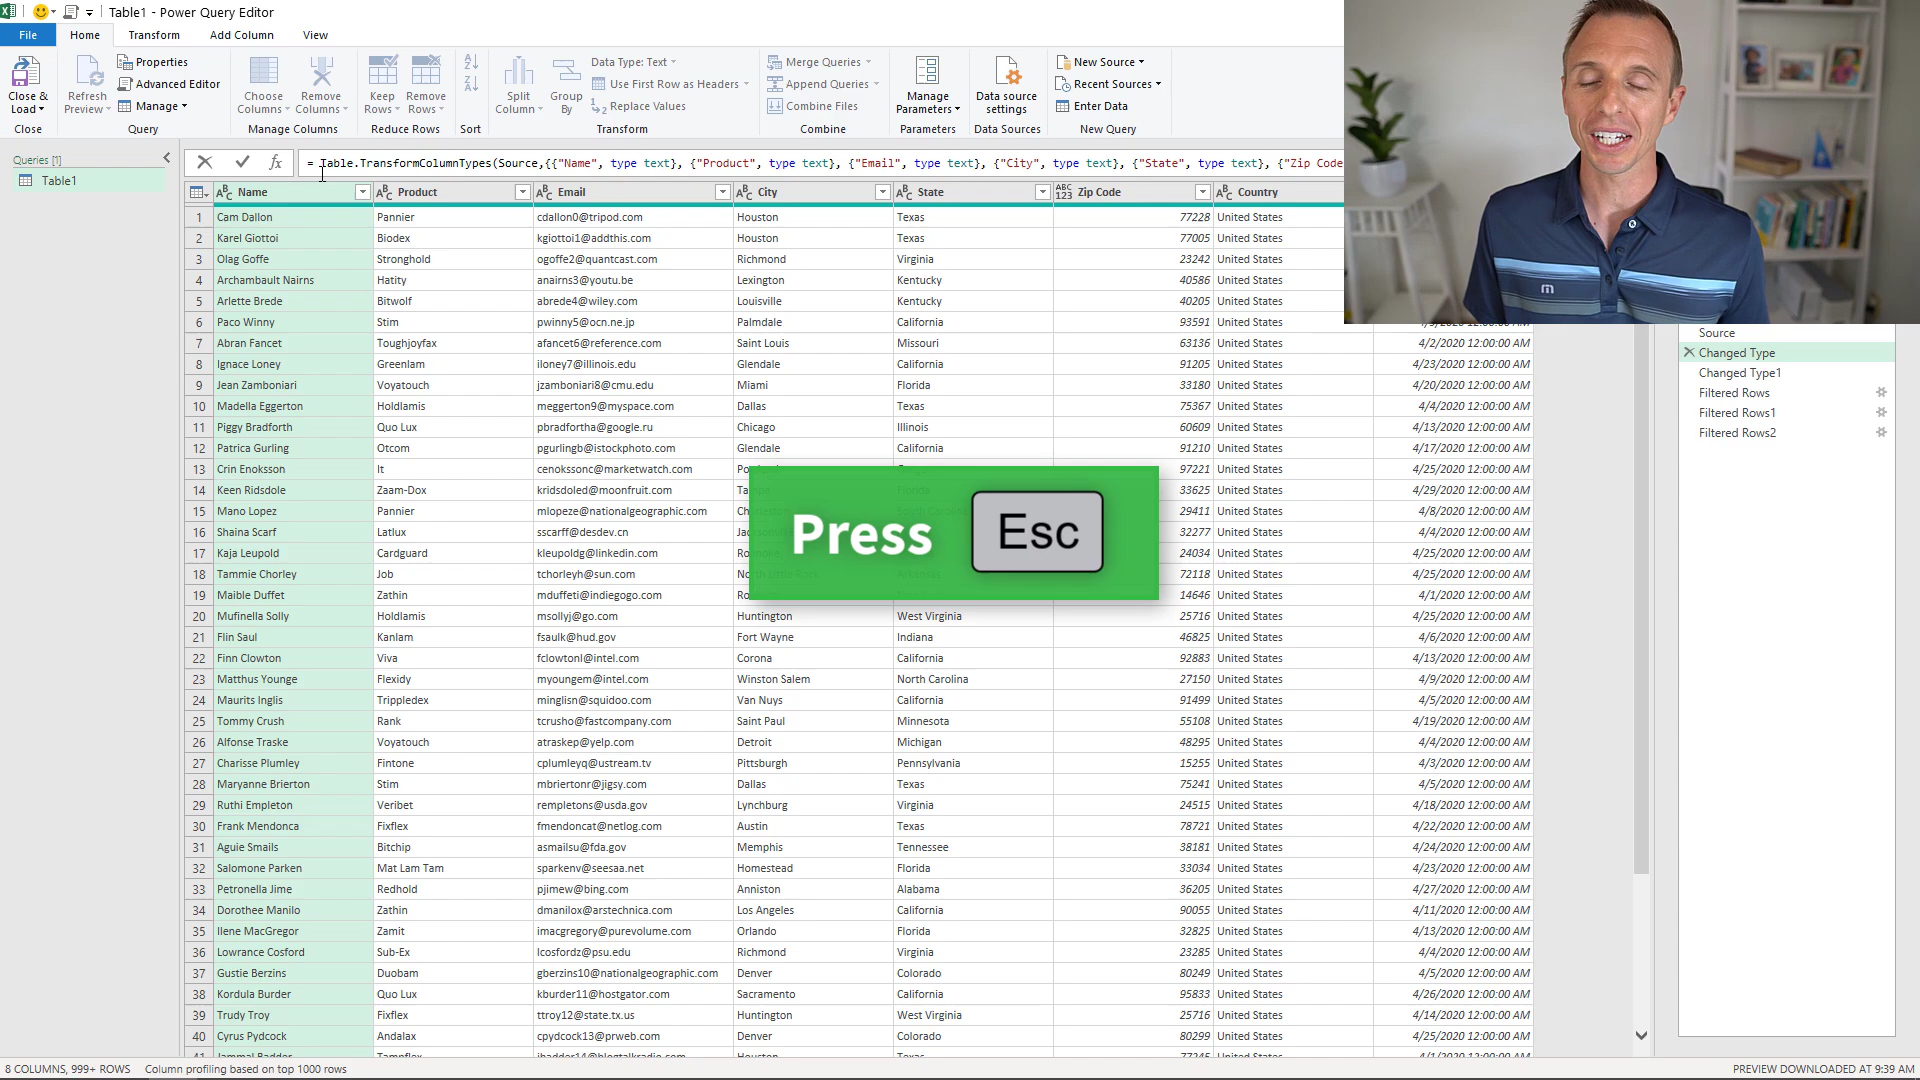 Table1 - Power Query Editor
File Home Transform Add Column View
Close & Load Refresh Preview Properties Advanced Editor Manage Choose Columns Remove Columns Keep Rows Remove Rows Split Column Group By Data Type: Text Use First Row as Headers Replace Values Merge Queries Append Queries Combine Files Manage Parameters Data source settings New Source Recent Sources Enter Data
Close Query Manage Columns Reduce Rows Sort Transform Combine Parameters Data Sources New Query
Queries [1]
Table1
fx = Table.TransformColumnTypes(Source,{{"Name", type text}, {"Product", type text}, {"Email", type text}, {"City", type text}, {"State", type text}, {"Zip Code
Name Product Email City State Zip Code Country
1 Cam Dallon Pannier cdallon0@tripod.com Houston Texas 77228 United States
2 Karel Giottoi Biodex kgiottoi1@addthis.com Houston Texas 77005 United States
3 Olag Goffe Stronghold ogoffe2@quantcast.com Richmond Virginia 23242 United States
4 Archambault Nairns Hatity anairns3@youtu.be Lexington Kentucky 40586 United States
5 Arlette Brede Bitwolf abrede4@wiley.com Louisville Kentucky 40205 United States
6 Paco Winny Stim pwinny5@ocn.ne.jp Palmdale California 93591 United States
7 Abran Fancet Toughjoyfax afancet6@reference.com Saint Louis Missouri 63136 United States 4/2/2020 12:00:00 AM
8 Ignace Loney Greenlam iloney7@illinois.edu Glendale California 91205 United States 4/23/2020 12:00:00 AM
9 Jean Zamboniari Voyatouch jzamboniari8@cmu.edu Miami Florida 33180 United States 4/20/2020 12:00:00 AM
10 Madella Eggerton Holdlamis meggerton9@myspace.com Dallas Texas 75367 United States 4/4/2020 12:00:00 AM
11 Piggy Bradforth Quo Lux pbradfortha@google.ru Chicago Illinois 60609 United States 4/13/2020 12:00:00 AM
12 Patrica Gurling Otcom pgurlingb@istockphoto.com Glendale California 91210 United States 4/17/2020 12:00:00 AM
13 Crin Enoksson It cenokssonc@marketwatch.com 97221 United States 4/25/2020 12:00:00 AM
14 Keen Ridsdole Zaam-Dox kridsdoled@moonfruit.com Florida 33625 United States 4/25/2020 12:00:00 AM
15 Mano Lopez Pannier mlopeze@nationalgeographic.com 29411 United States 4/8/2020 12:00:00 AM
16 Shaina Scarf Latlux sscarff@desdev.cn 32277 United States 4/4/2020 12:00:00 AM
17 Kaja Leupold Cardguard kleupoldg@linkedin.com 24034 United States 4/25/2020 12:00:00 AM
18 Tammie Chorley Job tchorleyh@sun.com North Little Rock Arkansas 72118 United States 4/25/2020 12:00:00 AM
19 Maible Duffet Zathin mduffeti@indiegogo.com 14646 United States 4/1/2020 12:00:00 AM
20 Mufinella Solly Holdlamis msollyj@go.com Huntington West Virginia 25716 United States 4/25/2020 12:00:00 AM
21 Flin Saul Kanlam fsaulk@hud.gov Fort Wayne Indiana 46825 United States 4/6/2020 12:00:00 AM
22 Finn Clowton Viva fclowtonl@intel.com Corona California 92883 United States 4/13/2020 12:00:00 AM
23 Matthus Younge Flexidy myoungem@intel.com Winston Salem North Carolina 27150 United States 4/9/2020 12:00:00 AM
24 Maurits Inglis Trippledex minglisn@squidoo.com Van Nuys California 91499 United States 4/5/2020 12:00:00 AM
25 Tommy Crush Rank tcrusho@fastcompany.com Saint Paul Minnesota 55108 United States 4/19/2020 12:00:00 AM
26 Alfonse Traske Voyatouch atraskep@yelp.com Detroit Michigan 48295 United States 4/4/2020 12:00:00 AM
27 Charisse Plumley Fintone cplumleyq@ustream.tv Pittsburgh Pennsylvania 15255 United States 4/3/2020 12:00:00 AM
28 Maryanne Brierton Stim mbriertonr@jigsy.com Dallas Texas 75241 United States 4/5/2020 12:00:00 AM
29 Ruthi Empleton Veribet rempletons@usda.gov Lynchburg Virginia 24515 United States 4/18/2020 12:00:00 AM
30 Frank Mendonca Fixflex fmendoncat@netlog.com Austin Texas 78721 United States 4/22/2020 12:00:00 AM
31 Aguie Smails Bitchip asmailsu@fda.gov Memphis Tennessee 38181 United States 4/24/2020 12:00:00 AM
32 Salomone Parken Mat Lam Tam sparkenv@seesaa.net Homestead Florida 33034 United States 4/23/2020 12:00:00 AM
33 Petronella Jime Redhold pjimew@bing.com Anniston Alabama 36205 United States 4/27/2020 12:00:00 AM
34 Dorothee Manilo Zathin dmanilox@arstechnica.com Los Angeles California 90055 United States 4/11/2020 12:00:00 AM
35 Ilene MacGregor Zamit imacgregory@purevolume.com Orlando Florida 32825 United States 4/13/2020 12:00:00 AM
36 Lowrance Cosford Sub-Ex lcosfordz@psu.edu Richmond Virginia 23285 United States 4/4/2020 12:00:00 AM
37 Gustie Berzins Duobam gberzins10@nationalgeographic.com Denver Colorado 80249 United States 4/5/2020 12:00:00 AM
38 Kordula Burder Quo Lux kburder11@hostgator.com Sacramento California 95833 United States 4/26/2020 12:00:00 AM
39 Trudy Troy Fixflex ttroy12@state.tx.us Huntington West Virginia 25716 United States 4/14/2020 12:00:00 AM
40 Cyrus Pydcock Andalax cpydcock13@prweb.com Denver Colorado 80299 United States 4/25/2020 12:00:00 AM
Press Esc
Source
Changed Type
Changed Type1
Filtered Rows
Filtered Rows1
Filtered Rows2
8 COLUMNS, 999+ ROWS Column profiling based on top 1000 rows PREVIEW DOWNLOADED AT 9:39 AM